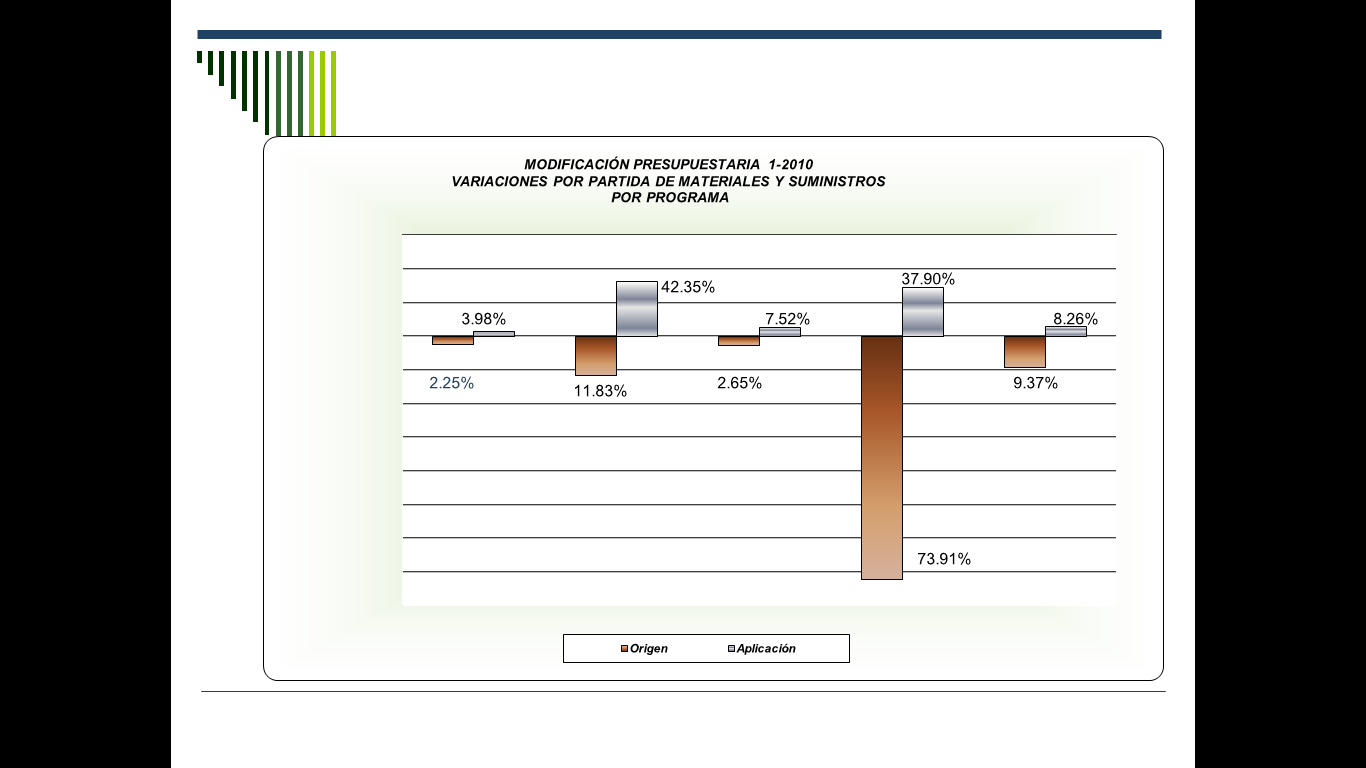 MODIFICACIÓN PRESUPUESTARIA 1-2010
VARIACIONES POR PARTIDA DE MATERIALES Y SUMINISTROS
POR PROGRAMA
3.98%
42.35%
7.52%
37.90%
8.26%
2.25%
11.83%
2.65%
9.37%
73.91%
Origen
Aplicación